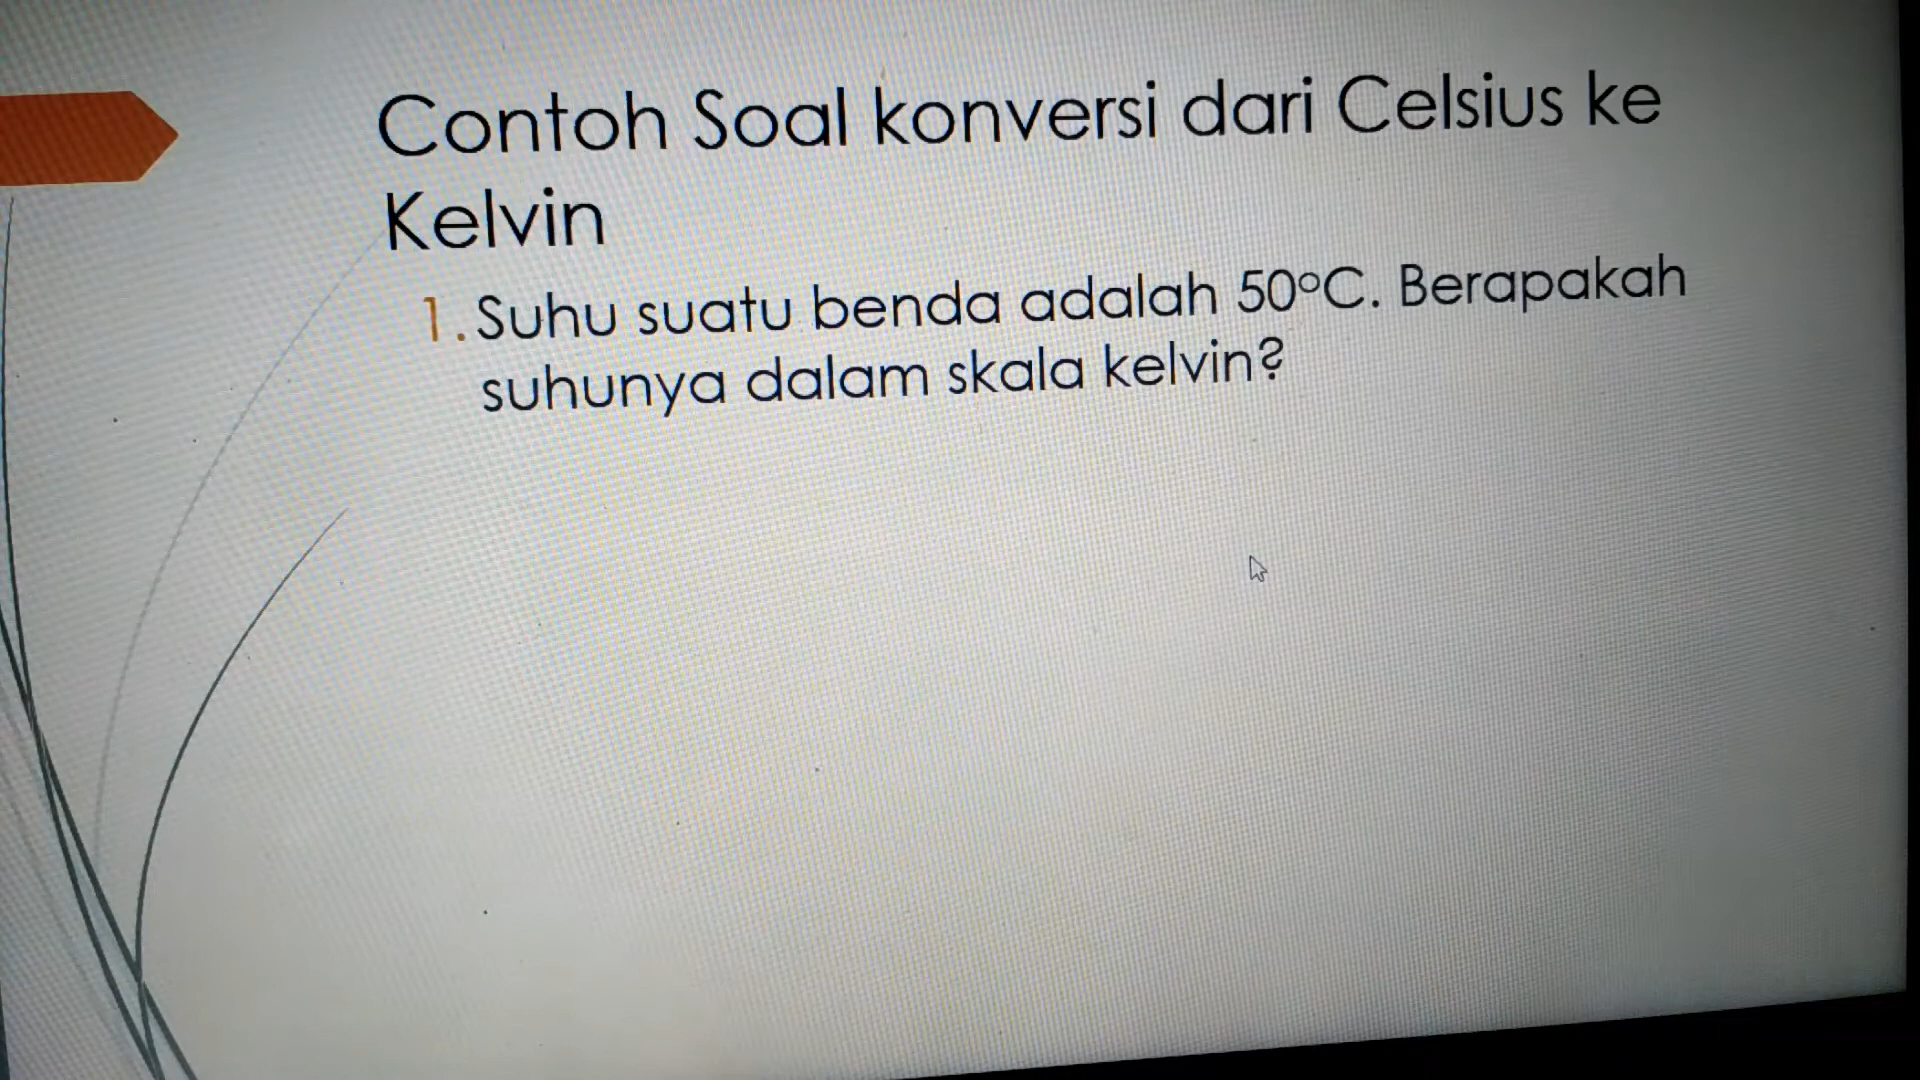 Contoh Soal konversi dari Celsius ke
Kelvin
1. Suhu suatu benda adalah 50°C. Berapakah
suhunya dalam skala kelvin?